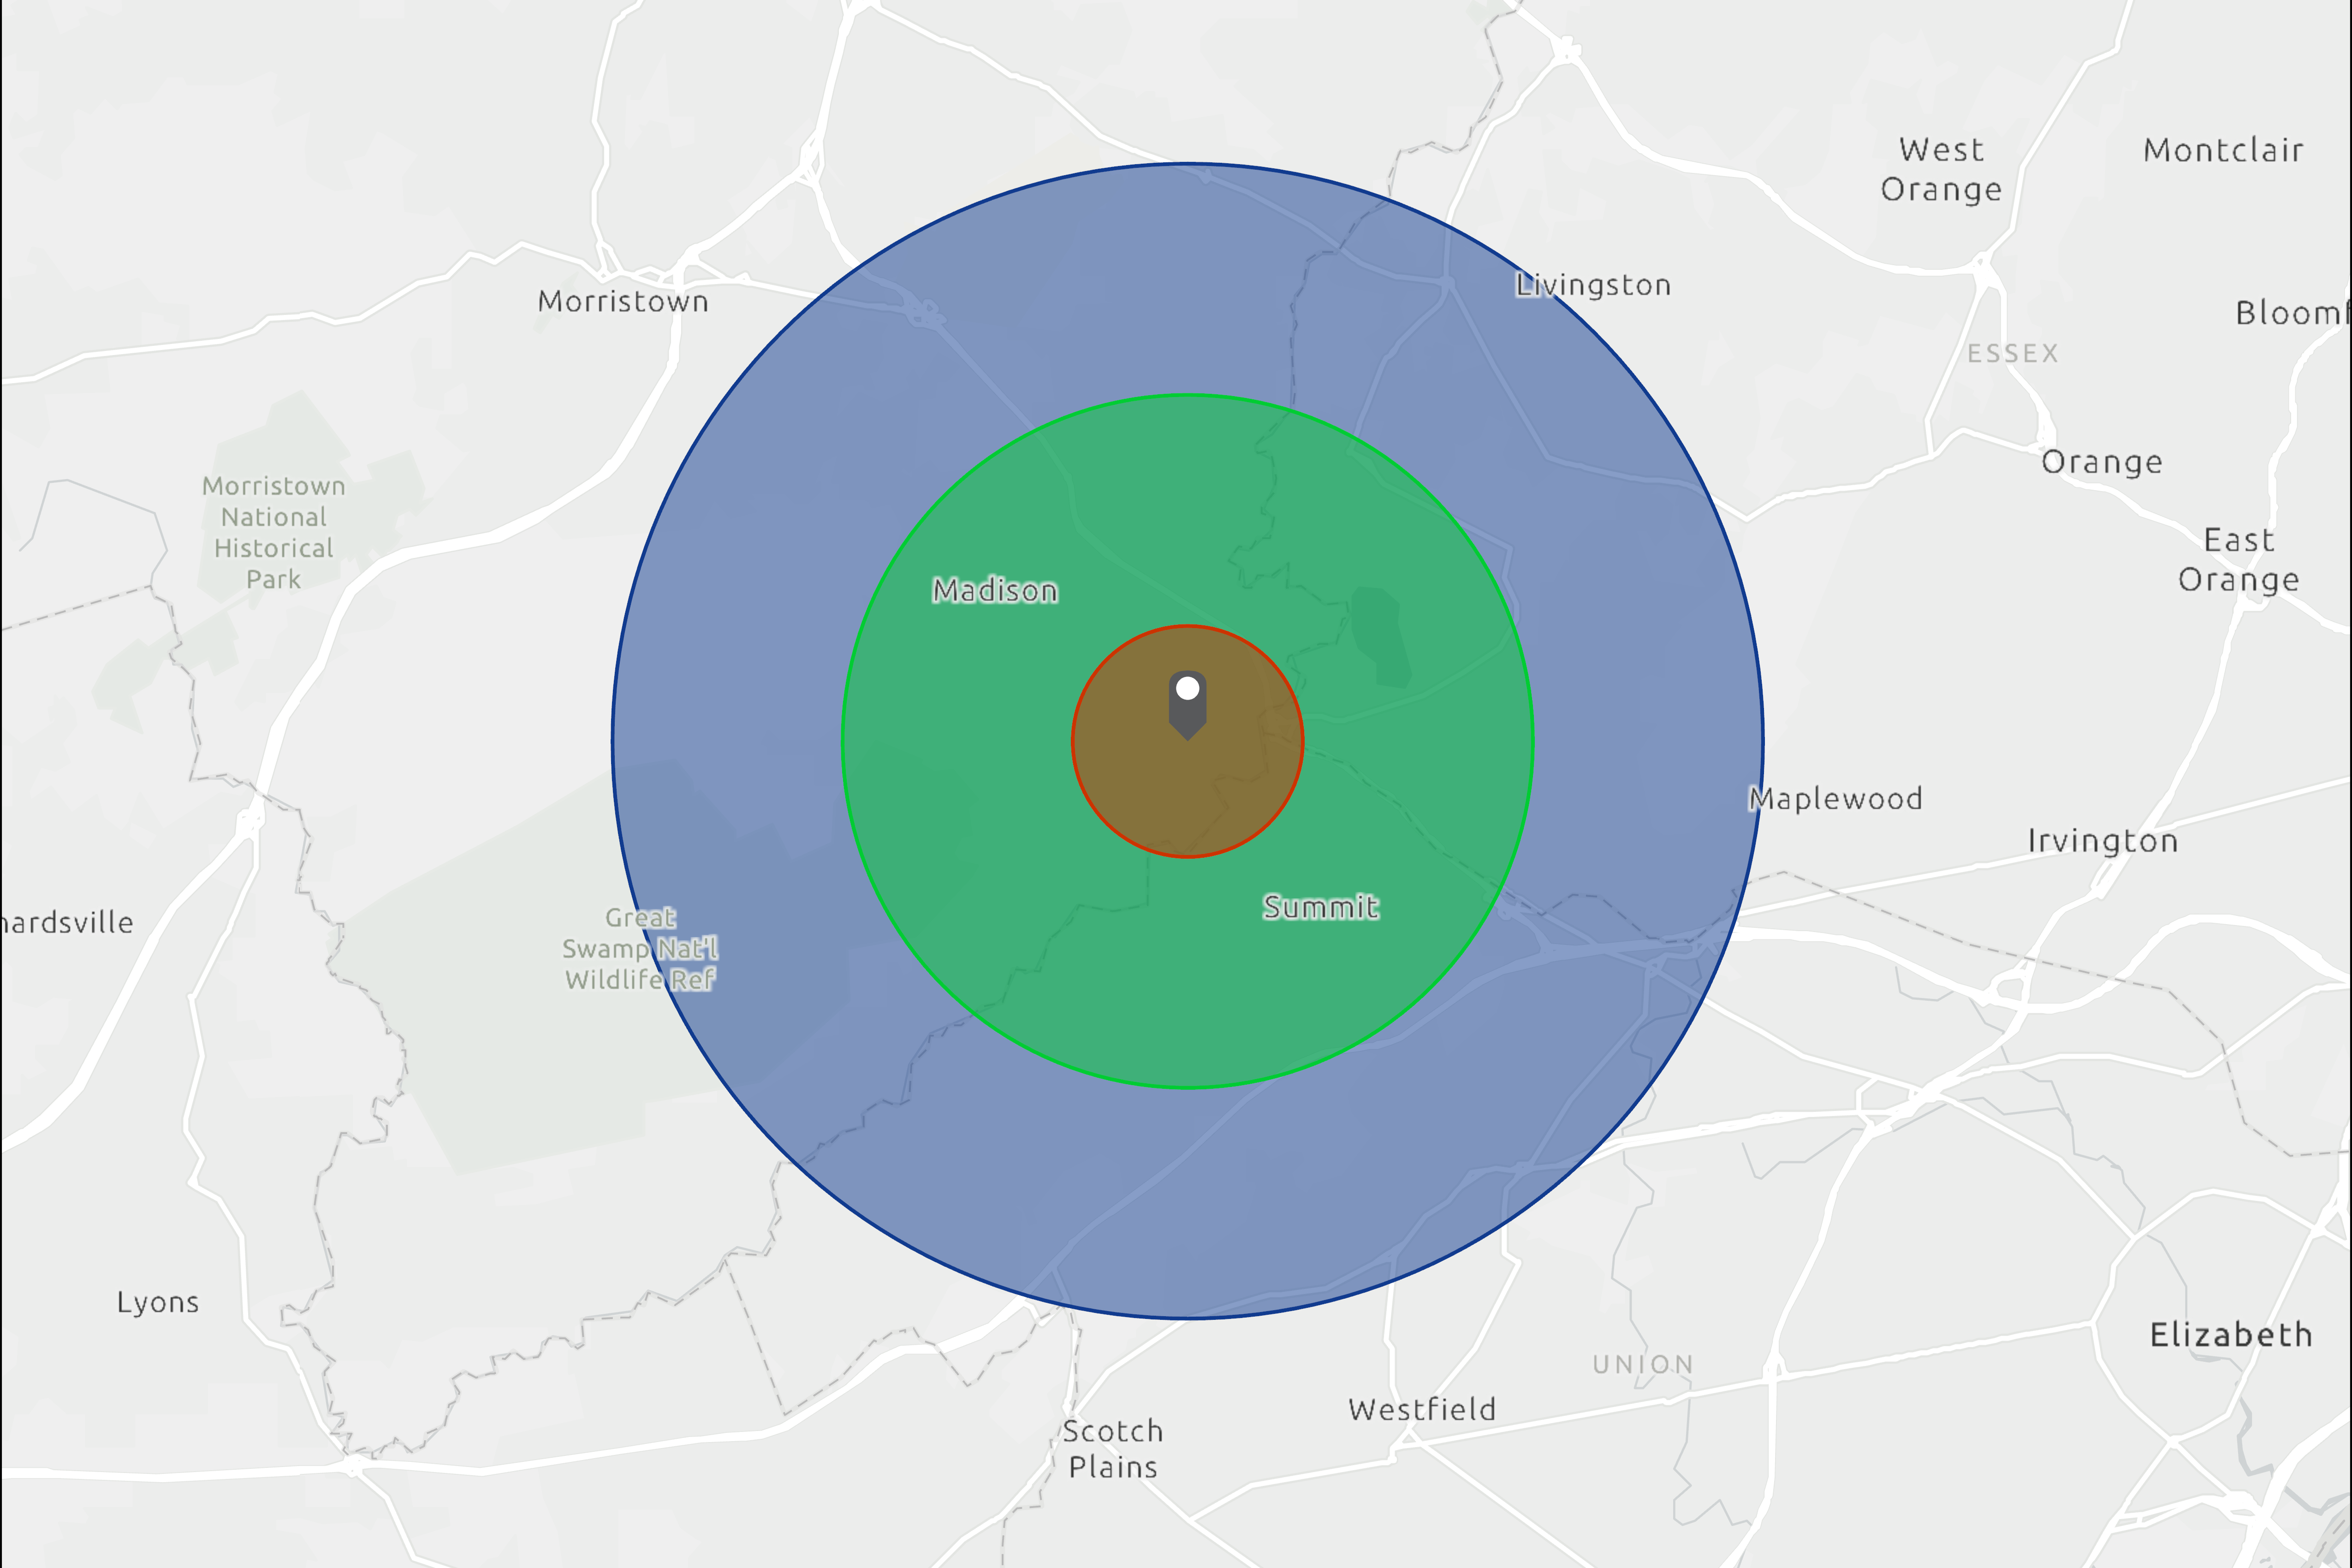 West
Orange
Montclair
Livingston
Morristown
Bloomf
ESSEX
Orange
Morristown
National
Historical
Park
East
Orange
Madison
Maplewood
Irvington
Summit
hardsville
Great
Swamp Nat'l
Wildlife Ref
Lyons
Elizabeth
UNION
Westfield
Scotch
Plains